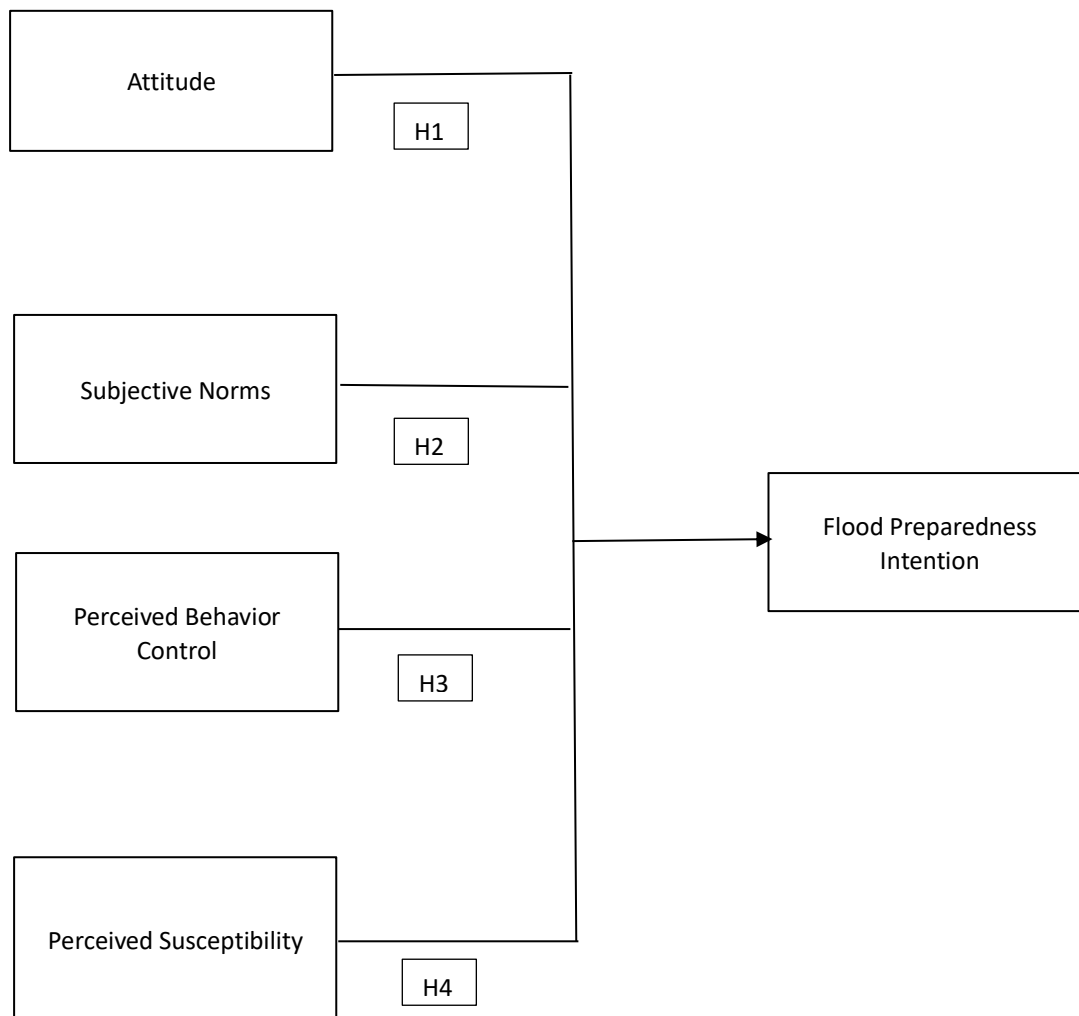 Attitude
H1
Subjective Norms
H2
Perceived Behavior
Control
H3
Perceived Susceptibility
H4
Flood Preparedness
Intention